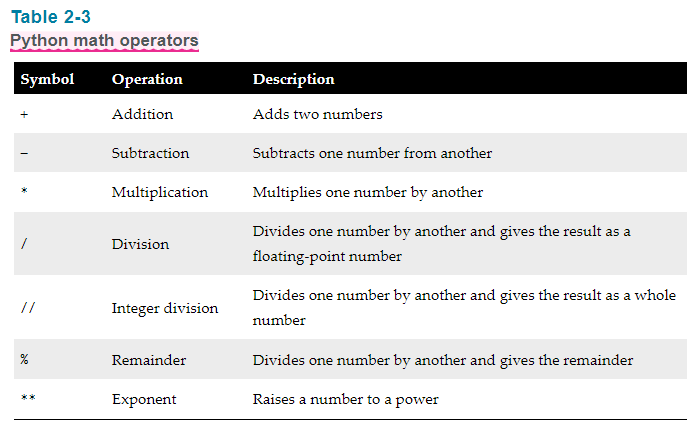 Table 2-3
Python math operators
Symbol Operation Description
+ Addition Adds two numbers
− Subtraction Subtracts one number from another
* Multiplication Multiplies one number by another
Divides one number by another and gives the result as a
/ Division
floating-point number
Divides one number by another and gives the result as a whole
// Integer division
number
% Remainder Divides one number by another and gives the remainder
** Exponent Raises a number to a power